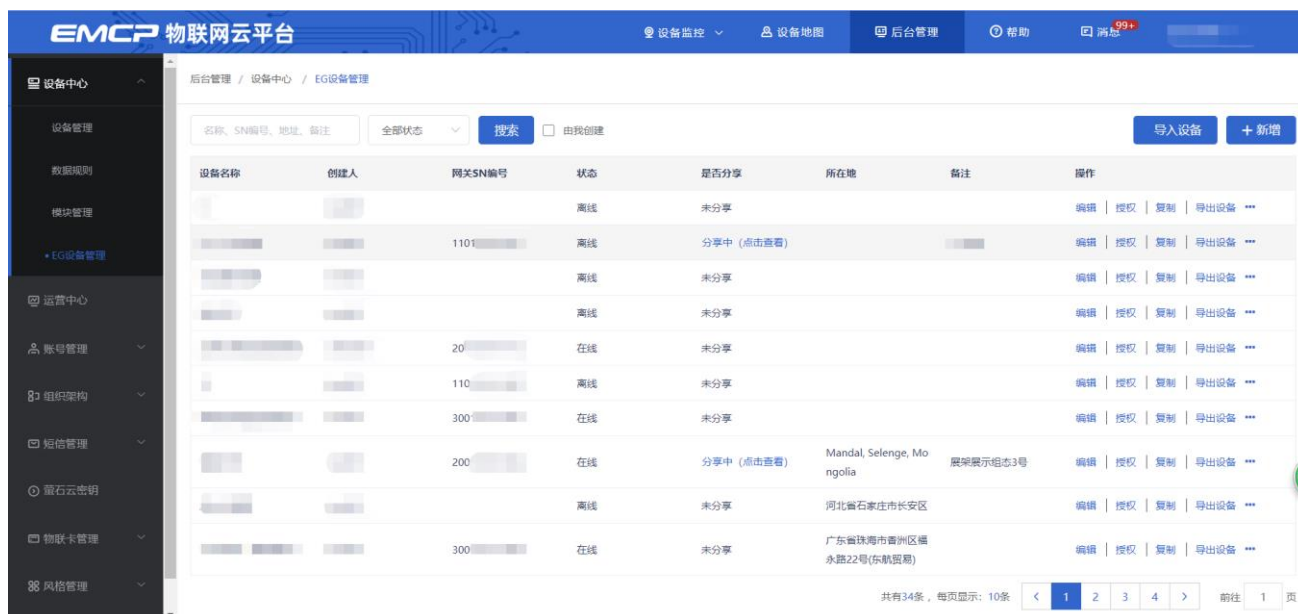 EMCP 物联网云平台
设备监控 设备地图 后台管理 帮助 消息 99+
设备中心
设备管理
数据规则
模块管理
• EG设备管理
运营中心
账号管理
组织架构
短信管理
萤石云密钥
物联卡管理
风格管理
后台管理 / 设备中心 / EG设备管理
名称、SN编号、地址、备注 全部状态 搜索 由我创建 导入设备 + 新增
设备名称 创建人 网关SN编号 状态 是否分享 所在地 备注 操作
离线 未分享 编辑 | 授权 | 复制 | 导出设备 •••
1101 离线 分享中 (点击查看) 编辑 | 授权 | 复制 | 导出设备 •••
离线 未分享 编辑 | 授权 | 复制 | 导出设备 •••
离线 未分享 编辑 | 授权 | 复制 | 导出设备 •••
20 在线 未分享 编辑 | 授权 | 复制 | 导出设备 •••
110 离线 未分享 编辑 | 授权 | 复制 | 导出设备 •••
300 在线 未分享 编辑 | 授权 | 复制 | 导出设备 •••
200 在线 分享中 (点击查看) Mandal, Selenge, Mo
ngolia 展架展示组态3号 编辑 | 授权 | 复制 | 导出设备 •••
离线 未分享 河北省石家庄市长安区 编辑 | 授权 | 复制 | 导出设备 •••
300 在线 未分享 广东省珠海市香洲区福
永路22号(东航贸易) 编辑 | 授权 | 复制 | 导出设备 •••
共有34条，每页显示：10条 < 1 2 3 4 > 前往 1 页